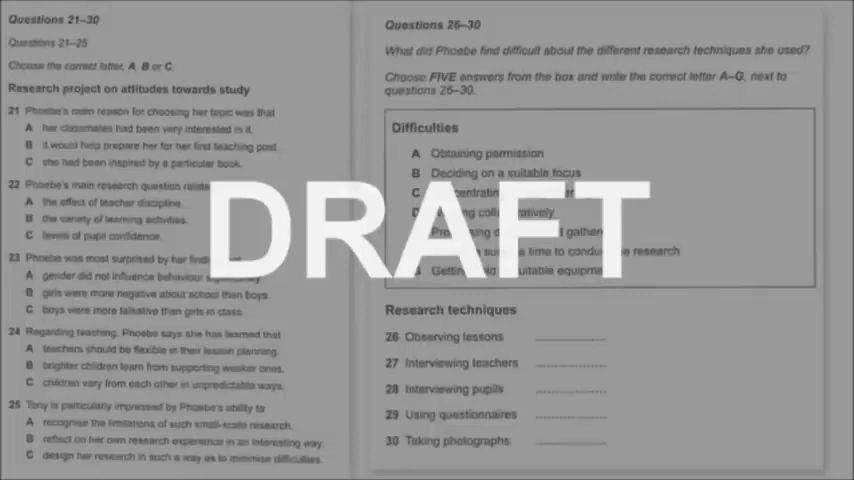 Questions 21–30
Questions 21–25
Choose the correct letter, A, B or C.
Research project on attitudes towards study
21 Phoebe's main reason for choosing her topic was that
A her classmates had been very interested in it.
B it would help prepare her for her first teaching post.
C she had been inspired by a particular book.
22 Phoebe's main research question
A the effect of teacher discipline.
B the variety of learning activities.
C levels of pupil confidence.
23 Phoebe was most surprised by her
A gender did not influence behaviour
B girls were more negative about school than boys.
C boys were more talkative than girls in class.
24 Regarding teaching, Phoebe says she has learned that
A teachers should be flexible in their lesson planning.
B brighter children learn from supporting weaker ones.
C children vary from each other in unpredictable ways.
25 Tony is particularly impressed by Phoebe's ability to
A recognise the limitations of such small-scale research.
B reflect on her own research experience in an interesting way.
C design her research in such a way as to minimise difficulties.
Questions 26–30
What did Phoebe find difficult about the different research techniques she used?
Choose FIVE answers from the box and write the correct letter A–G, next to
questions 26–30.
Difficulties
A Obtaining permission
B Deciding on a suitable focus
C
D
time to research
Research techniques
26 Observing lessons
27 Interviewing teachers
28 Interviewing pupils
29 Using questionnaires
30 Taking photographs
DRAFT